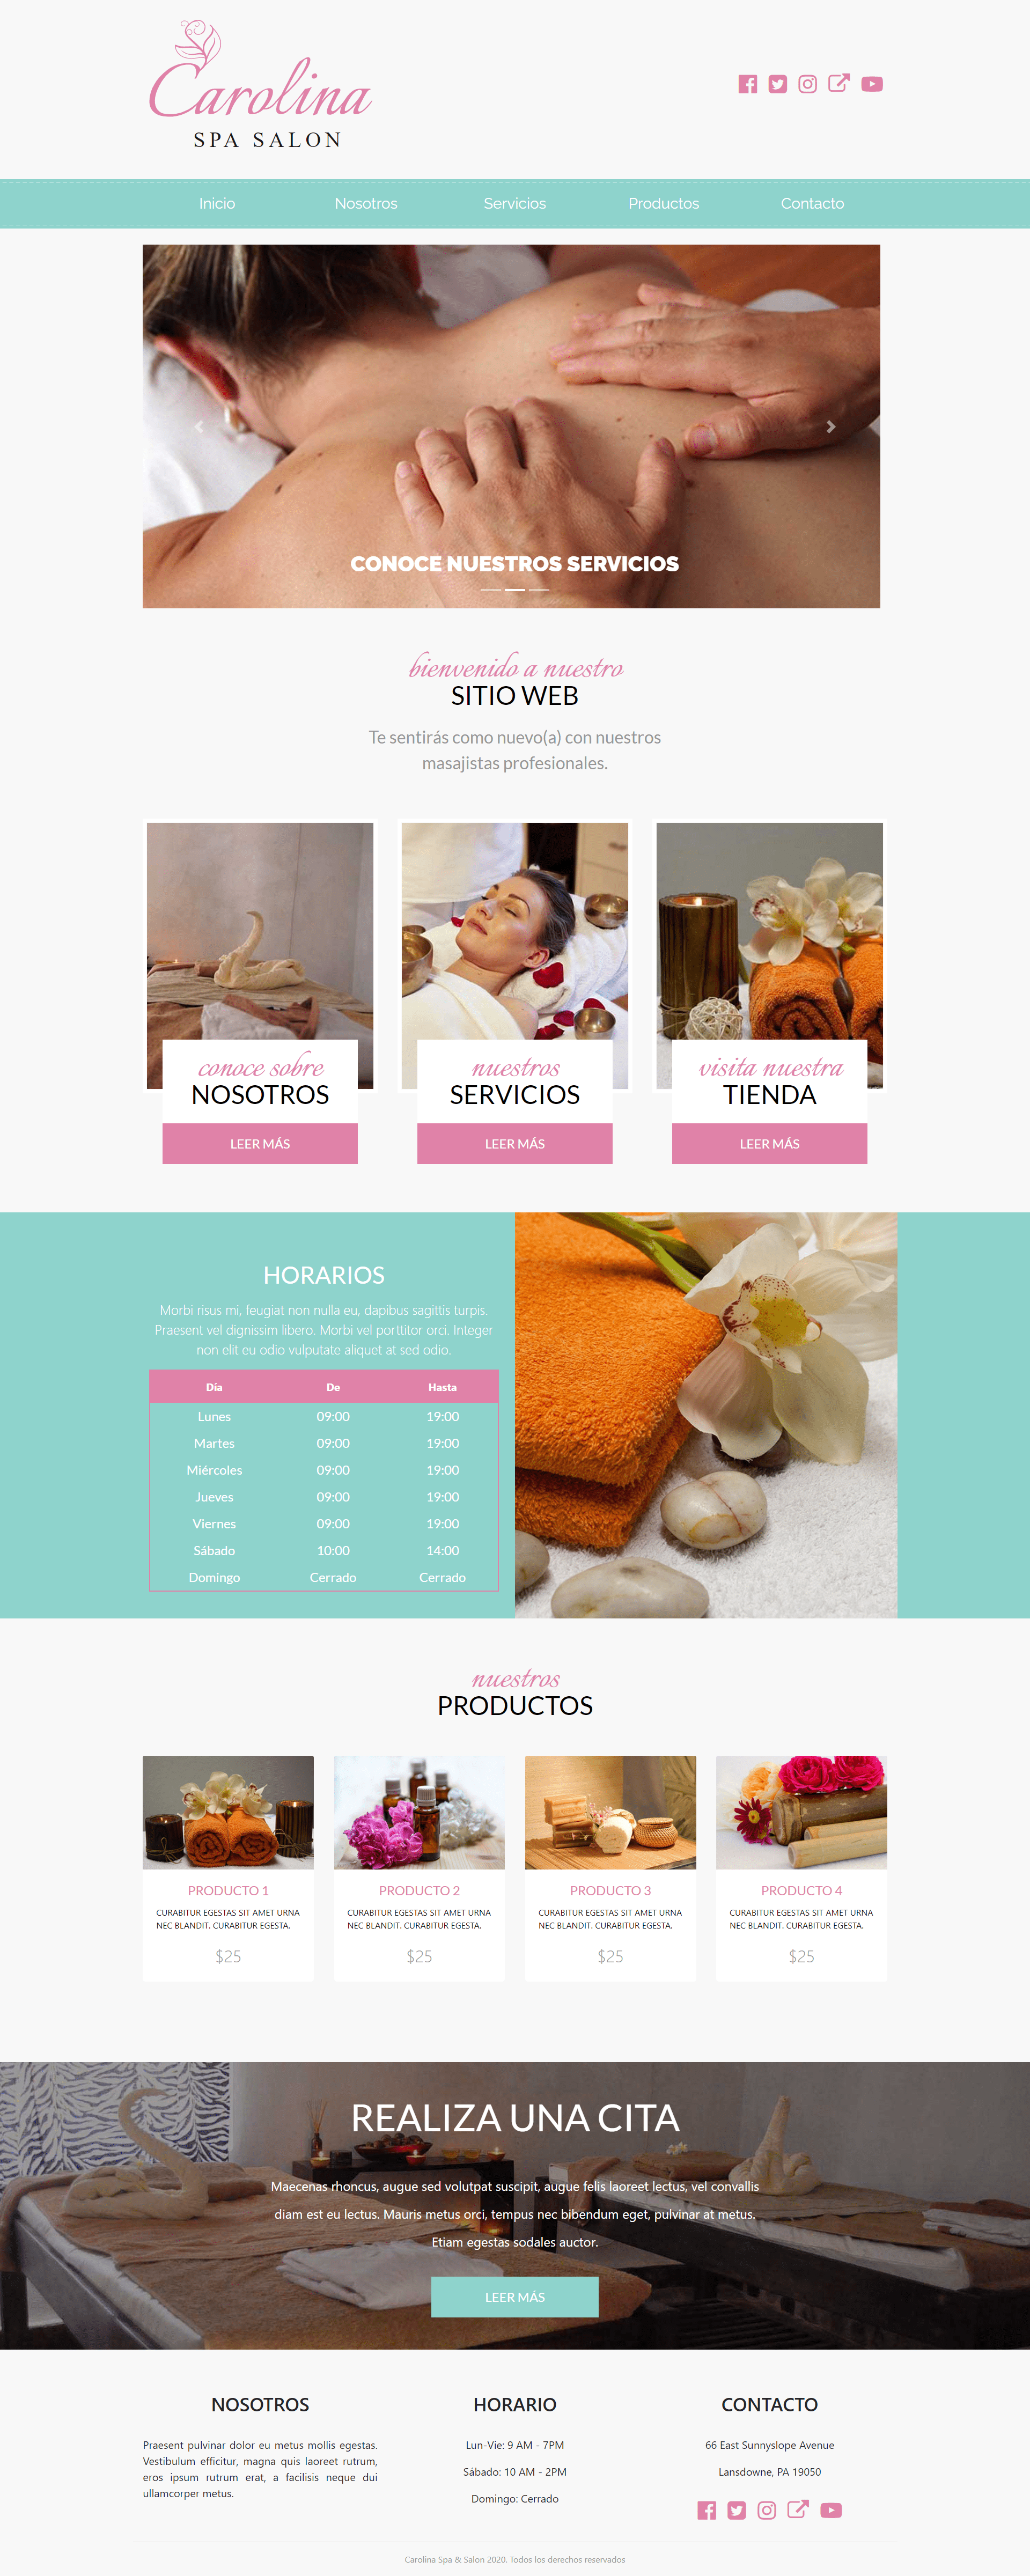 Carolina
SPA SALON
Inicio Nosotros Servicios Productos Contacto
CONOCE NUESTROS SERVICIOS
bienvenido a nuestro
SITIO WEB
Te sentirás como nuevo(a) con nuestros
masajistas profesionales.
conoce sobre
NOSOTROS
LEER MÁS
nuestros
SERVICIOS
LEER MÁS
visita nuestra
TIENDA
LEER MÁS
HORARIOS
Morbi risus mi, feugiat non nulla eu, dapibus sagittis turpis.
Praesent vel dignissim libero. Morbi vel porttitor orci. Integer
non elit eu odio vulputate aliquet at sed odio.
Día De Hasta
Lunes 09:00 19:00
Martes 09:00 19:00
Miércoles 09:00 19:00
Jueves 09:00 19:00
Viernes 09:00 19:00
Sábado 10:00 14:00
Domingo Cerrado Cerrado
nuestros
PRODUCTOS
PRODUCTO 1
CURABITUR EGESTAS SIT AMET URNA
NEC BLANDIT. CURABITUR EGESTA.
$25
PRODUCTO 2
CURABITUR EGESTAS SIT AMET URNA
NEC BLANDIT. CURABITUR EGESTA.
$25
PRODUCTO 3
CURABITUR EGESTAS SIT AMET URNA
NEC BLANDIT. CURABITUR EGESTA.
$25
PRODUCTO 4
CURABITUR EGESTAS SIT AMET URNA
NEC BLANDIT. CURABITUR EGESTA.
$25
REALIZA UNA CITA
Maecenas rhoncus, augue sed volutpat suscipit, augue felis laoreet lectus, vel convallis
diam est eu lectus. Mauris metus orci, tempus nec bibendum eget, pulvinar at metus.
Etiam egestas sodales auctor.
LEER MÁS
NOSOTROS
Praesent pulvinar dolor eu metus mollis egestas.
Vestibulum efficitur, magna quis laoreet rutrum,
eros ipsum rutrum erat, a facilisis neque dui
ullamcorper metus.
HORARIO
Lun-Vie: 9 AM - 7PM
Sábado: 10 AM - 2PM
Domingo: Cerrado
CONTACTO
66 East Sunnyslope Avenue
Lansdowne, PA 19050
Carolina Spa & Salon 2020. Todos los derechos reservados